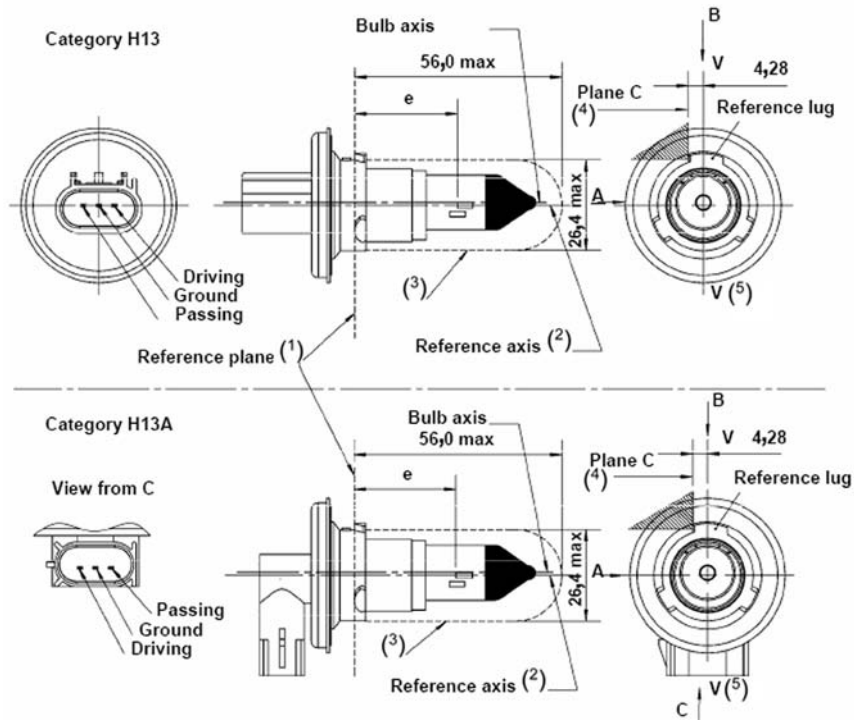 Category H13
Bulb axis
56,0 max
e
B
V
4,28
Plane C
(4)
Reference lug
A
26,4 max
V (5)
Driving
Ground
Passing
(3)
Reference plane (1)
Reference axis (2)
Category H13A
Bulb axis
56,0 max
e
B
V
4,28
Plane C
(4)
Reference lug
View from C
A
26,4 max
Passing
Ground
Driving
(3)
Reference axis (2)
V (5)
C